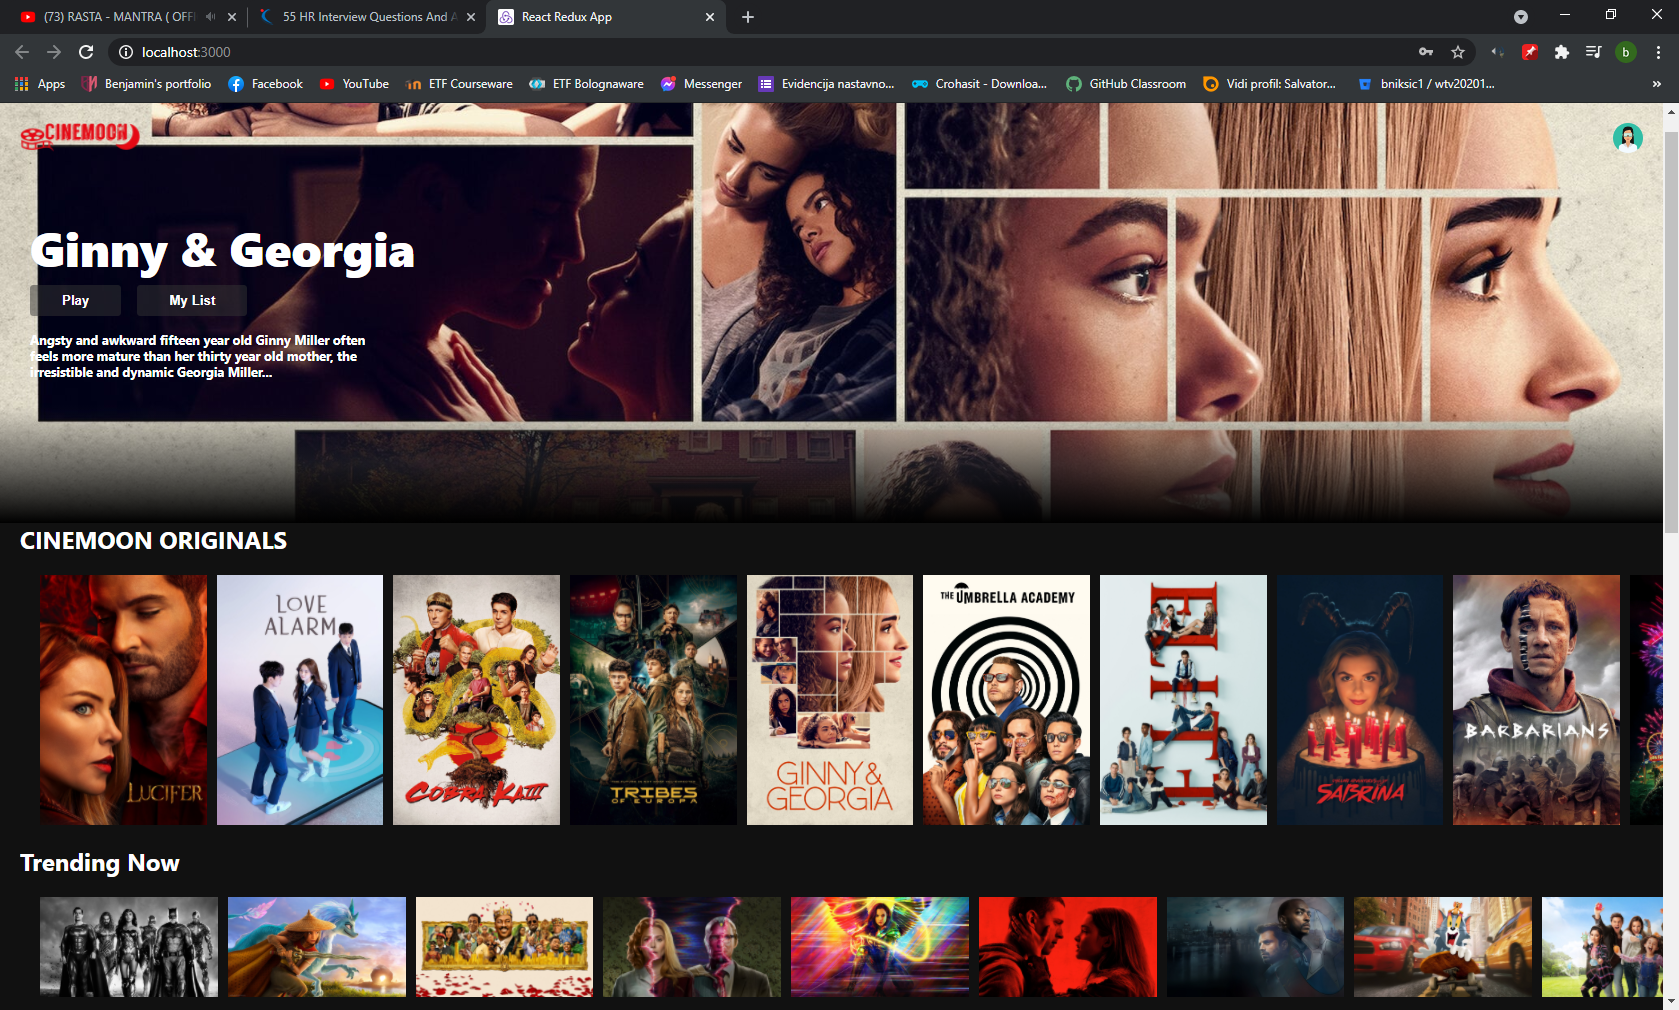 (73) RASTA - MANTRA ( OFFI
55 HR Interview Questions And A
React Redux App
localhost:3000
b
Apps
Benjamin's portfolio
Facebook
YouTube
ETF Courseware
ETF Bolognaware
Messenger
Evidencija nastavno...
Crohasit - Downloa...
GitHub Classroom
Vidi profil: Salvator...
bniksic1 / wtv20201...
CINEMOON
Ginny & Georgia
Play
My List
Angsty and awkward fifteen year old Ginny Miller often
feels more mature than her thirty year old mother, the
irresistible and dynamic Georgia Miller...
CINEMOON ORIGINALS
LUCIFER
LOVE
ALARM
COBRA KAI III
TRIBES
OF EUROPA
GINNY &
GEORGIA
THE UMBRELLA ACADEMY
ELITE
SABRINA
BARBARIANS
Trending Now